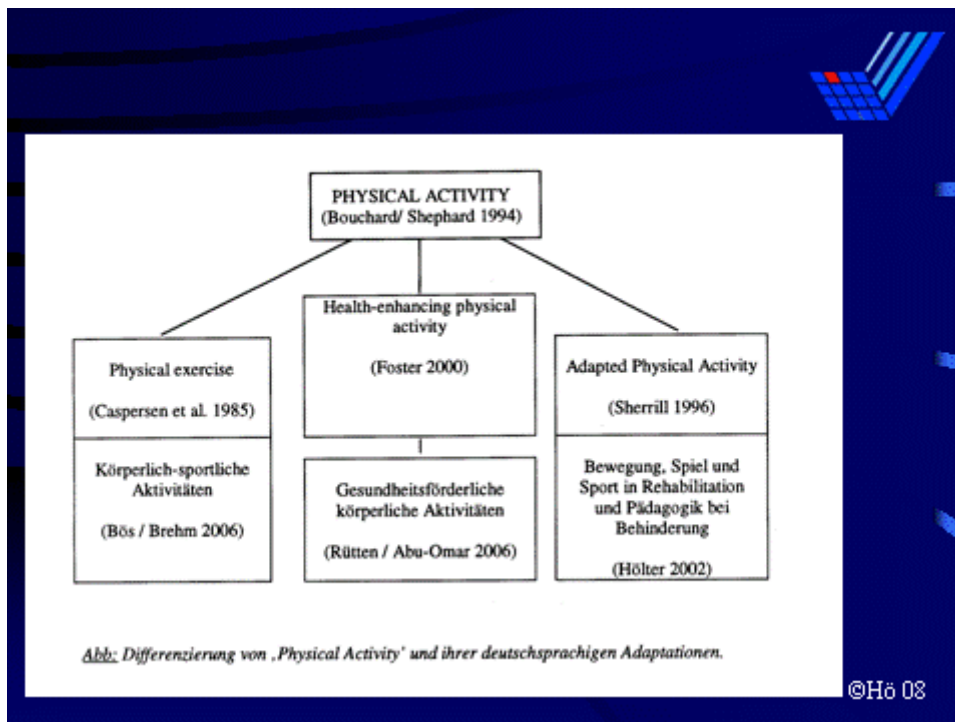 PHYSICAL ACTIVITY
(Bouchard/ Shephard 1994)
Health-enhancing physical
activity
(Foster 2000)
Physical exercise
(Caspersen et al. 1985)
Adapted Physical Activity
(Sherrill 1996)
Körperlich-sportliche
Aktivitäten
(Bös / Brehm 2006)
Gesundheitsförderliche
körperliche Aktivitäten
(Rütten / Abu-Omar 2006)
Bewegung, Spiel und
Sport in Rehabilitation
und Pädagogik bei
Behinderung
(Hölter 2002)
Abb: Differenzierung von ‚Physical Activity' und ihrer deutschsprachigen Adaptationen.
©Hö 08